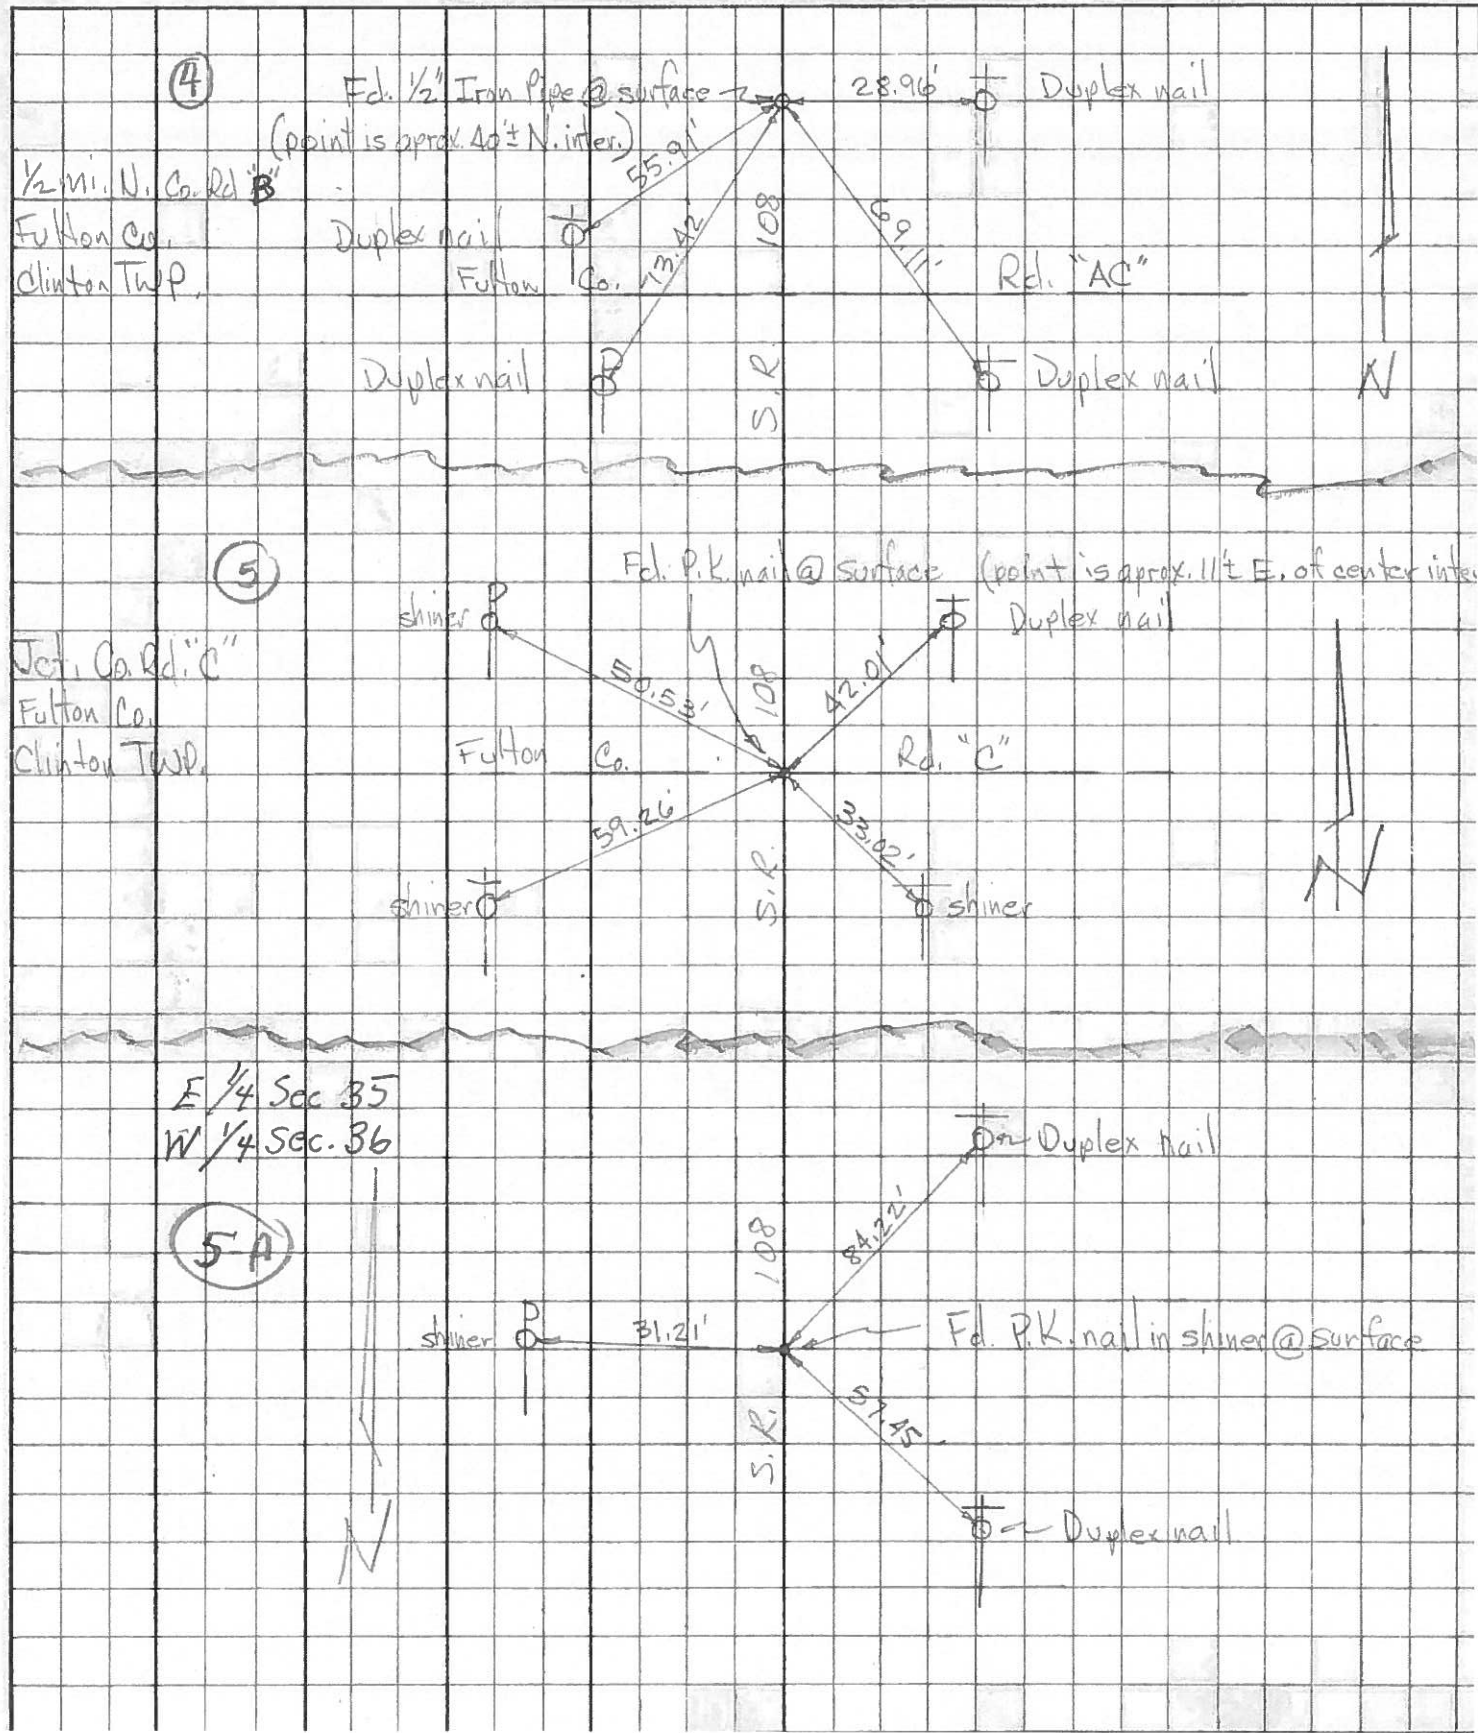 4
Fd. 1/2" Iron Pipe @ surface
28.96'
Duplex nail
(point is aprox. 40'± N. inter.)
55.91'
1/2 mi. N. Co. Rd "B"
Fulton Co.
Clinton TWP.
Duplex nail
73.42'
108
69.11'
Fulton Co.
Rd. "AC"
Duplex nail
S.R.
Duplex nail
N
5
Fd. P.K. nail @ surface (point is aprox. 11'± E. of center inter
shiner
Duplex nail
Jct. Co. Rd. "C"
Fulton Co.
Clinton TWP.
50.53'
108
42.01'
Fulton Co.
Rd. "C"
59.26'
33.02'
shiner
S.R.
shiner
N
E 1/4 Sec 35
W 1/4 Sec. 36
Duplex nail
5-A
108
84.22'
shiner
31.21'
Fd. P.K. nail in shiner @ surface
57.45
S.R.
N
Duplex nail